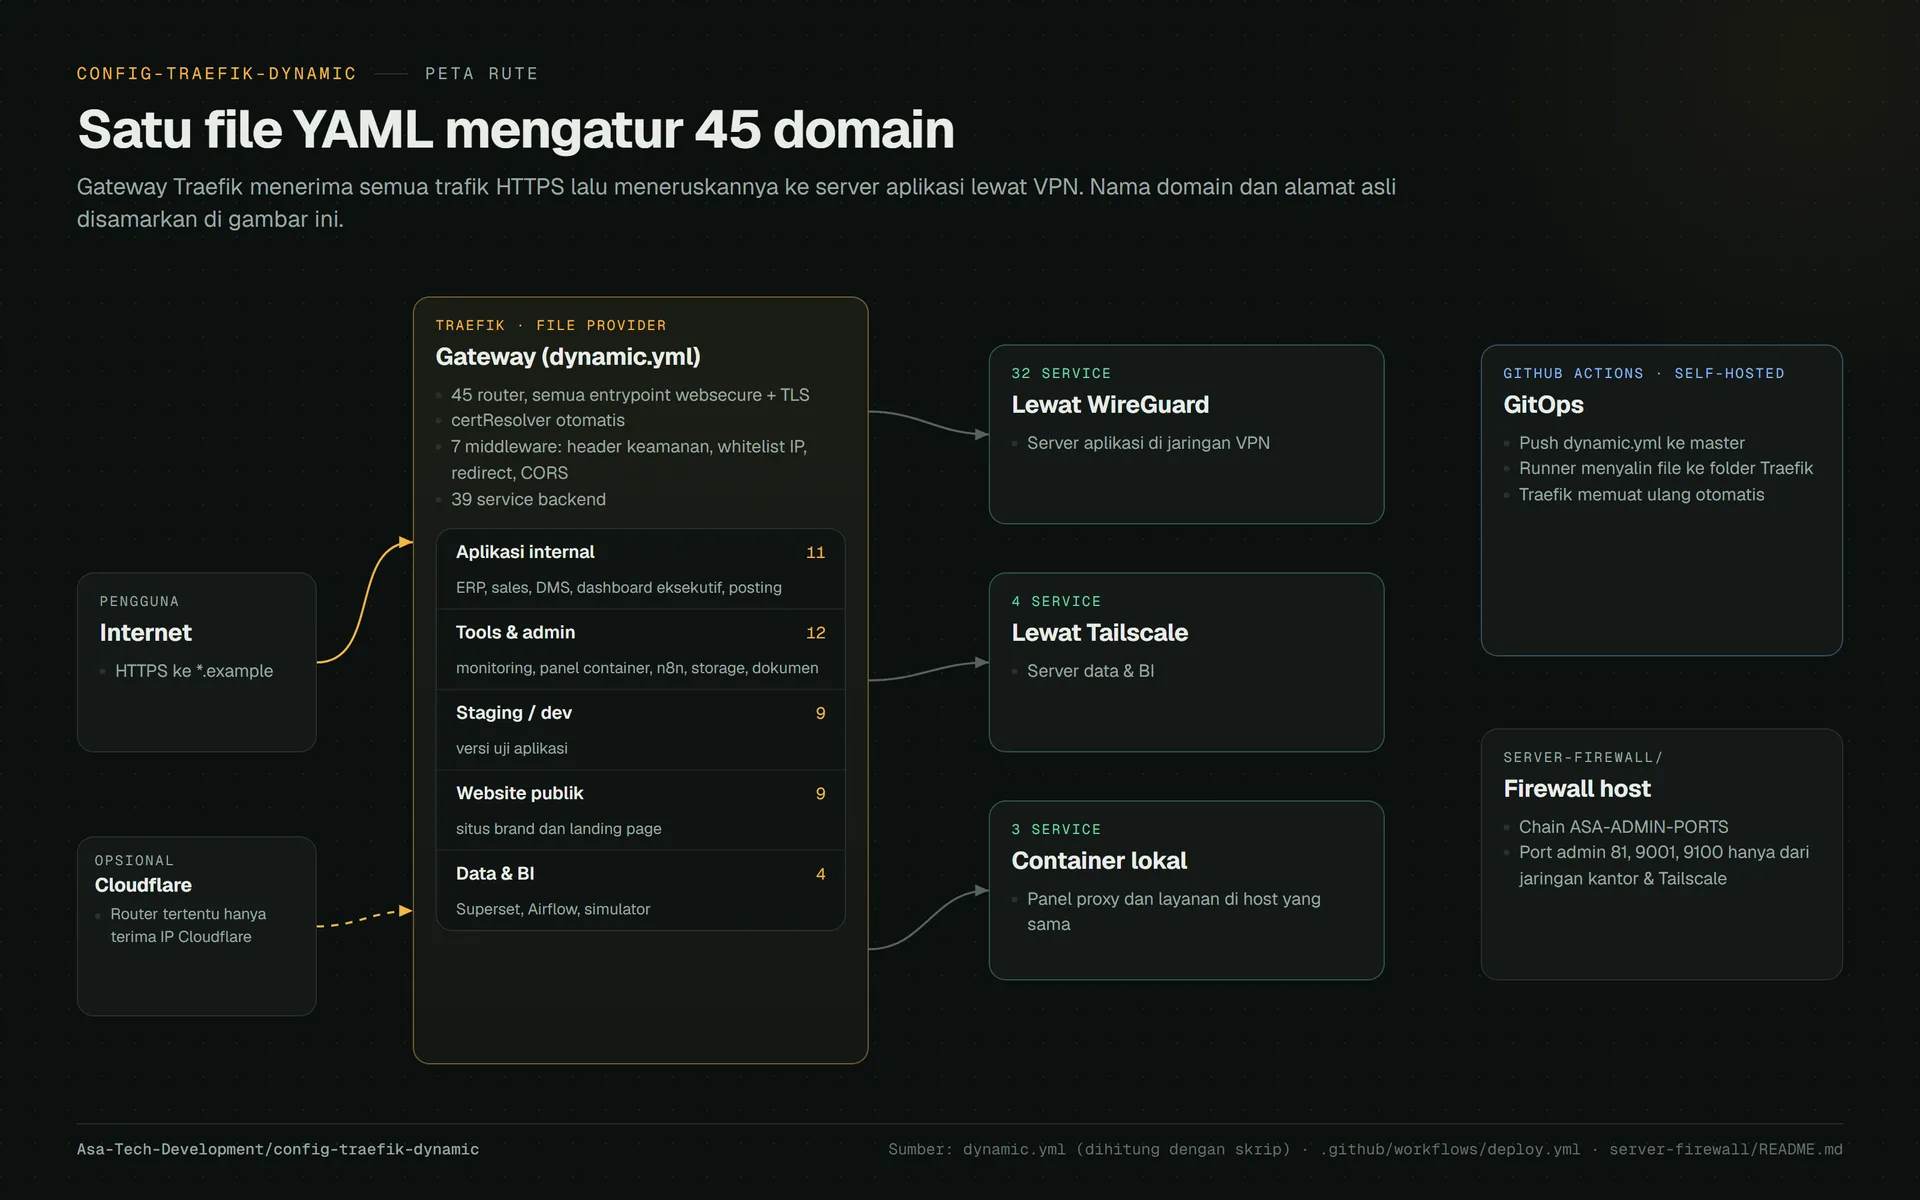 CONFIG-TRAEFIK-DYNAMIC
PETA RUTE
Satu file YAML mengatur 45 domain
Gateway Traefik menerima semua trafik HTTPS lalu meneruskannya ke server aplikasi lewat VPN. Nama domain dan alamat asli
disamarkan di gambar ini.
PENGGUNA
Internet
HTTPS ke *.example
OPSIONAL
Cloudflare
Router tertentu hanya
terima IP Cloudflare
TRAEFIK · FILE PROVIDER
Gateway (dynamic.yml)
45 router, semua entrypoint websecure + TLS
certResolver otomatis
7 middleware: header keamanan, whitelist IP,
redirect, CORS
39 service backend
Aplikasi internal 11
ERP, sales, DMS, dashboard eksekutif, posting
Tools & admin 12
monitoring, panel container, n8n, storage, dokumen
Staging / dev 9
versi uji aplikasi
Website publik 9
situs brand dan landing page
Data & BI 4
Superset, Airflow, simulator
32 SERVICE
Lewat WireGuard
Server aplikasi di jaringan VPN
4 SERVICE
Lewat Tailscale
Server data & BI
3 SERVICE
Container lokal
Panel proxy dan layanan di host yang
sama
GITHUB ACTIONS · SELF-HOSTED
GitOps
Push dynamic.yml ke master
Runner menyalin file ke folder Traefik
Traefik memuat ulang otomatis
SERVER-FIREWALL/
Firewall host
Chain ASA-ADMIN-PORTS
Port admin 81, 9001, 9100 hanya dari
jaringan kantor & Tailscale
Asa-Tech-Development/config-traefik-dynamic
Sumber: dynamic.yml (dihitung dengan skrip) · .github/workflows/deploy.yml · server-firewall/README.md